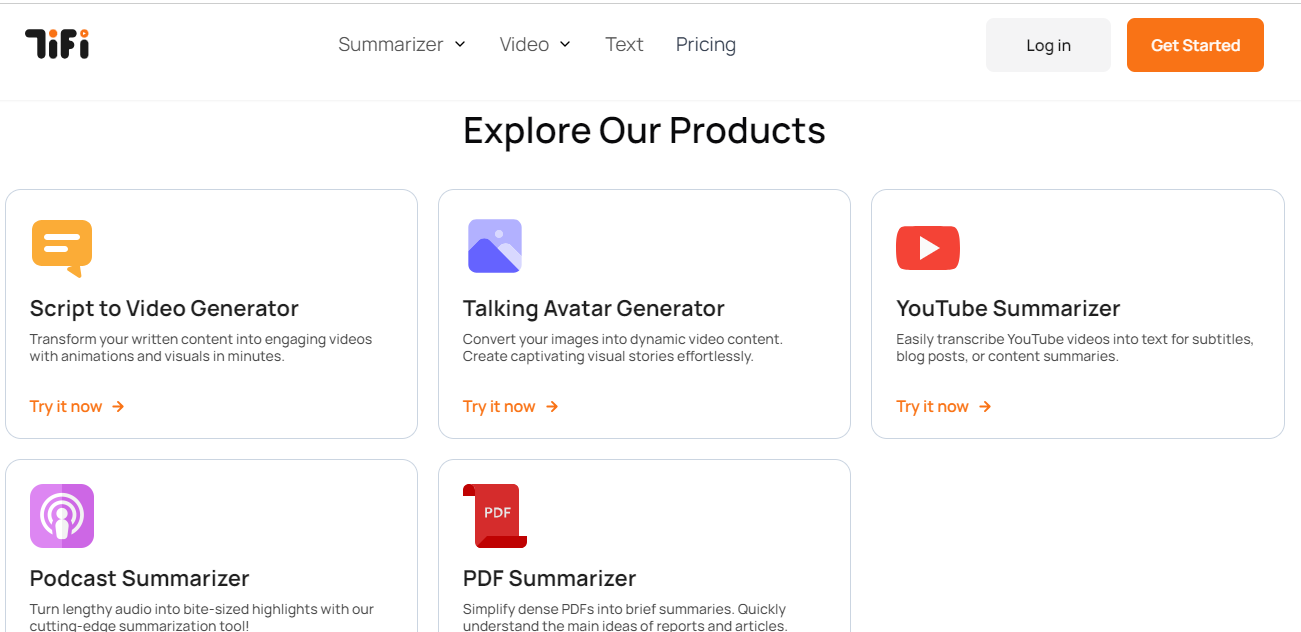 TiFi
Summarizer
Video
Text
Pricing
Log in
Get Started
Explore Our Products
Script to Video Generator
Transform your written content into engaging videos
with animations and visuals in minutes.
Try it now
Talking Avatar Generator
Convert your images into dynamic video content.
Create captivating visual stories effortlessly.
Try it now
YouTube Summarizer
Easily transcribe YouTube videos into text for subtitles,
blog posts, or content summaries.
Try it now
Podcast Summarizer
Turn lengthy audio into bite-sized highlights with our
cutting-edge summarization tool!
PDF
PDF Summarizer
Simplify dense PDFs into brief summaries. Quickly
understand the main ideas of reports and articles.